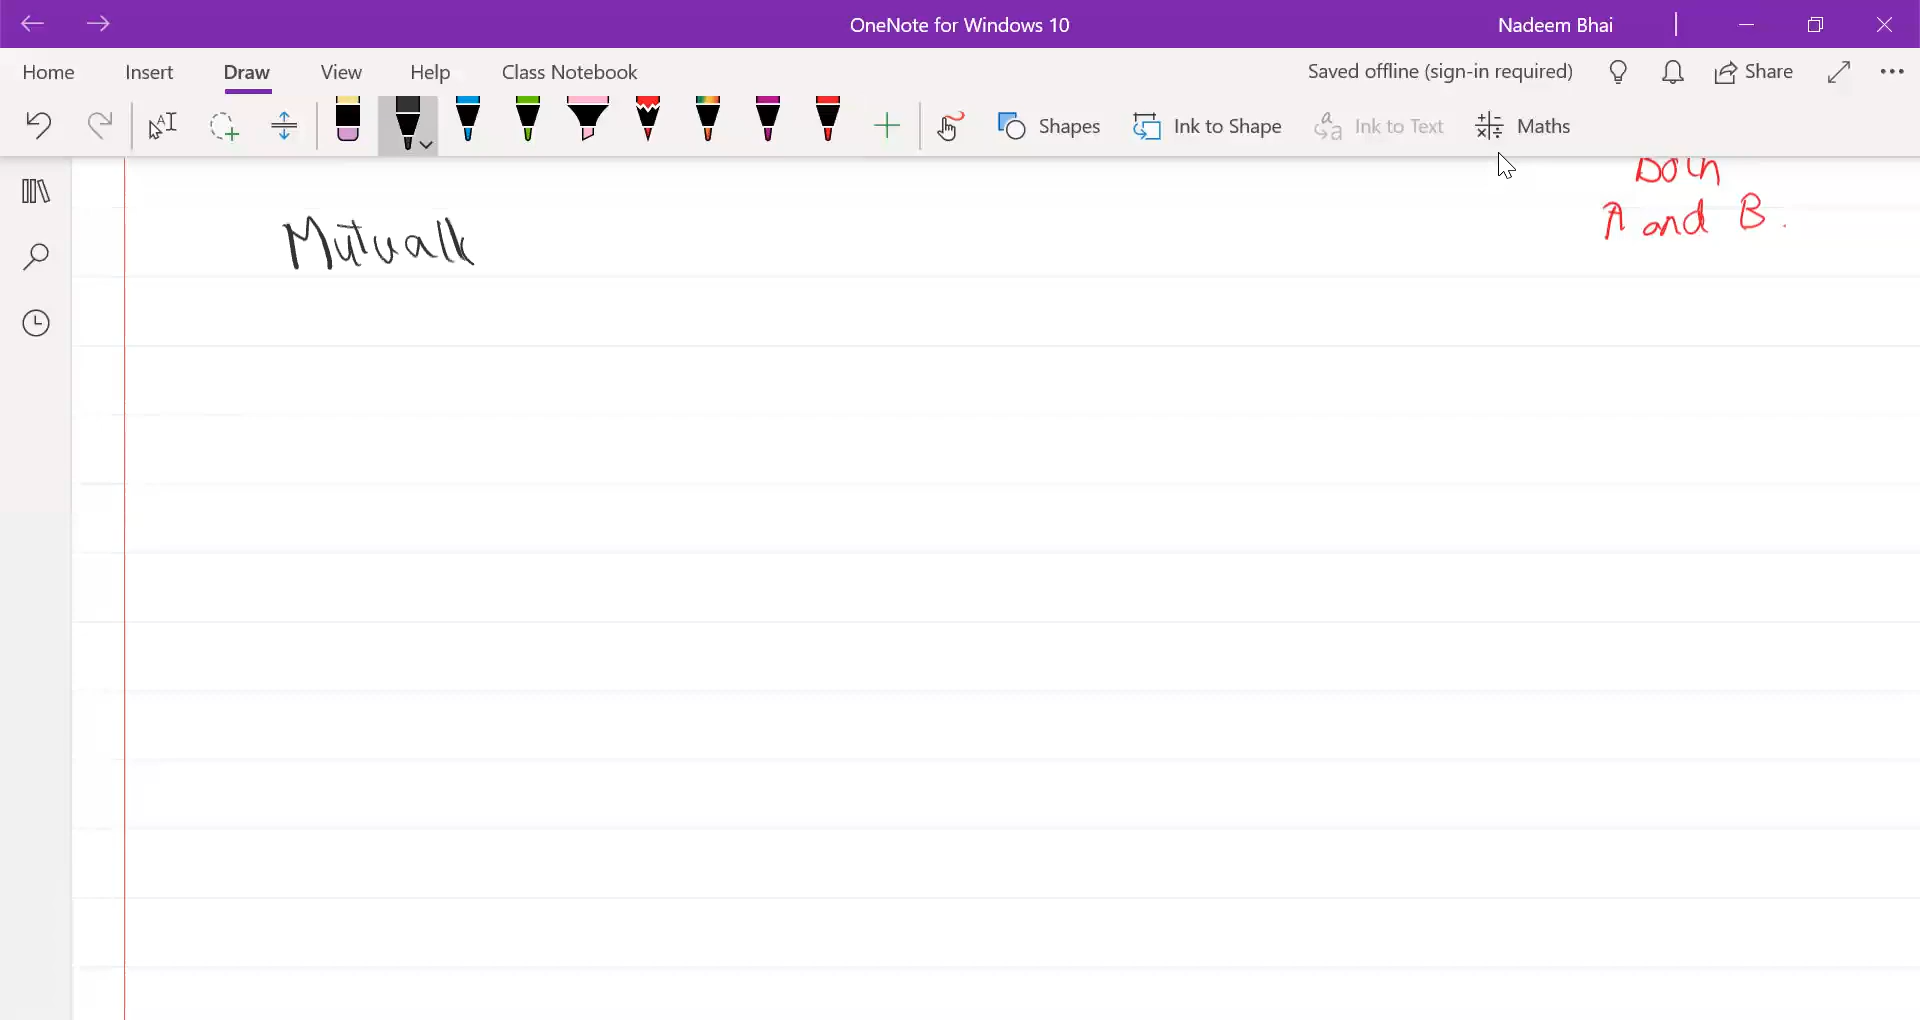 OneNote for Windows 10
Nadeem Bhai
Home Insert Draw View Help Class Notebook
Saved offline (sign-in required) Share
Shapes Ink to Shape Ink to Text Maths
Both
A and B.
Mutuall